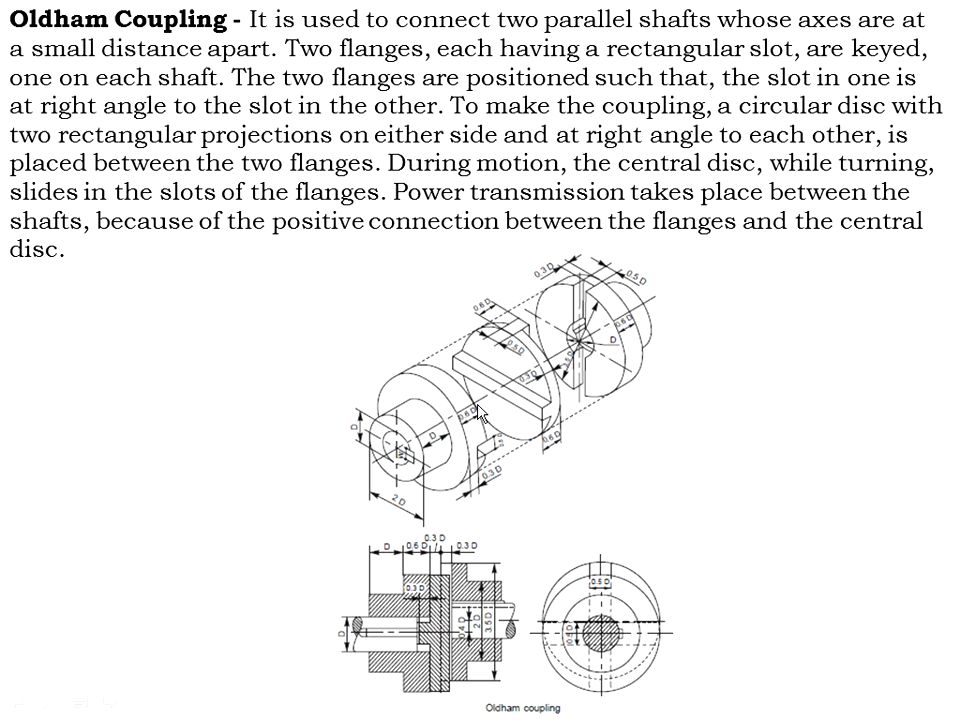 Oldham Coupling - It is used to connect two parallel shafts whose axes are at
a small distance apart. Two flanges, each having a rectangular slot, are keyed,
one on each shaft. The two flanges are positioned such that, the slot in one is
at right angle to the slot in the other. To make the coupling, a circular disc with
two rectangular projections on either side and at right angle to each other, is
placed between the two flanges. During motion, the central disc, while turning,
slides in the slots of the flanges. Power transmission takes place between the
shafts, because of the positive connection between the flanges and the central
disc.
0.3 D
0.5 D
0.6 D
0.6 D
D
0.5 D
0.3 D
0.6 D
D
D
0.6 D
0.3 D
2 D
0.3 D
D
0.6 D
0.3 D
0.3 D
D
0.4 D
2 D
3.5 D
0.5 D
0.5 D
Oldham coupling